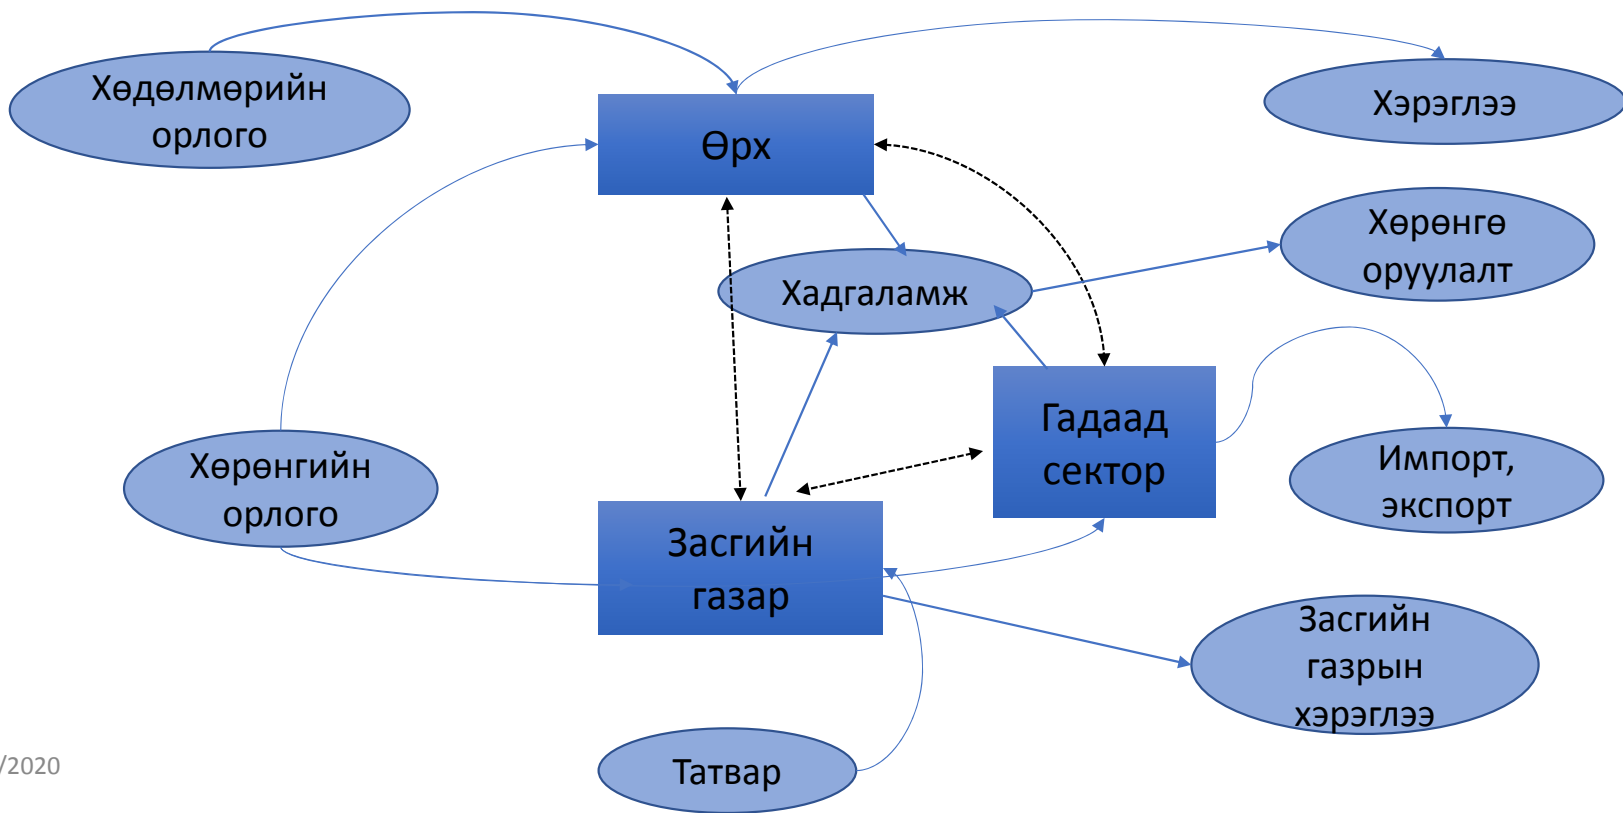 Хөдөлмөрийн
орлого
Өрх
Хэрэглээ
Хөрөнгө
оруулалт
Хадгаламж
Гадаад
сектор
Импорт,
экспорт
Хөрөнгийн
орлого
Засгийн
газар
Засгийн
газрын
хэрэглээ
Татвар
/2020